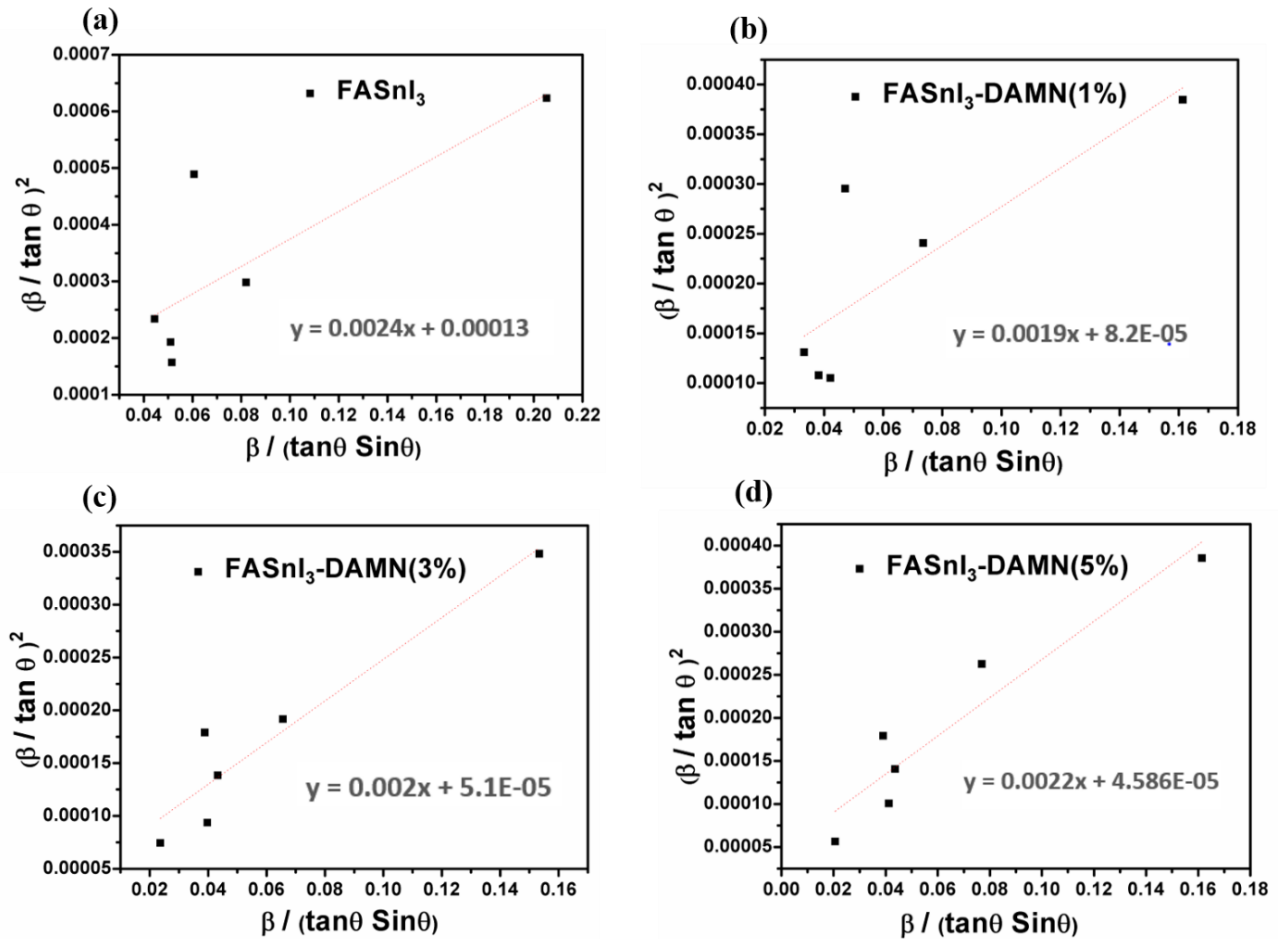 (a)
0.0007
0.0006
0.0005
0.0004
0.0003
0.0002
0.0001
(β / tan θ )²
FASnI₃
y = 0.0024x + 0.00013
0.04 0.06 0.08 0.10 0.12 0.14 0.16 0.18 0.20 0.22
β / (tanθ Sinθ)
(b)
0.00040
0.00035
0.00030
0.00025
0.00020
0.00015
0.00010
(β / tan θ )²
FASnI₃-DAMN(1%)
y = 0.0019x + 8.2E-05
0.02 0.04 0.06 0.08 0.10 0.12 0.14 0.16 0.18
β / (tanθ Sinθ)
(c)
0.00035
0.00030
0.00025
0.00020
0.00015
0.00010
0.00005
(β / tan θ )²
FASnI₃-DAMN(3%)
y = 0.002x + 5.1E-05
0.02 0.04 0.06 0.08 0.10 0.12 0.14 0.16
β / (tanθ Sinθ)
(d)
0.00040
0.00035
0.00030
0.00025
0.00020
0.00015
0.00010
0.00005
(β / tan θ )²
FASnI₃-DAMN(5%)
y = 0.0022x + 4.586E-05
0.00 0.02 0.04 0.06 0.08 0.10 0.12 0.14 0.16 0.18
β / (tanθ Sinθ)